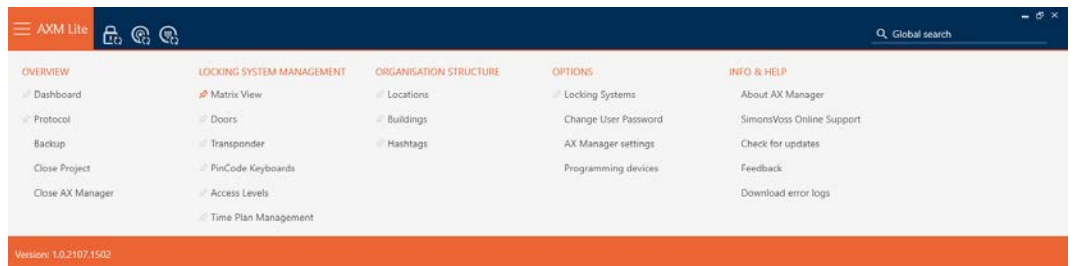 AXM Lite
Global search
OVERVIEW
Dashboard
Protocol
Backup
Close Project
Close AX Manager
LOCKING SYSTEM MANAGEMENT
Matrix View
Doors
Transponder
PinCode Keyboards
Access Levels
Time Plan Management
ORGANISATION STRUCTURE
Locations
Buildings
Hashtags
OPTIONS
Locking Systems
Change User Password
AX Manager settings
Programming devices
INFO & HELP
About AX Manager
SimonsVoss Online Support
Check for updates
Feedback
Download error logs
Version: 1.0.2107.1502